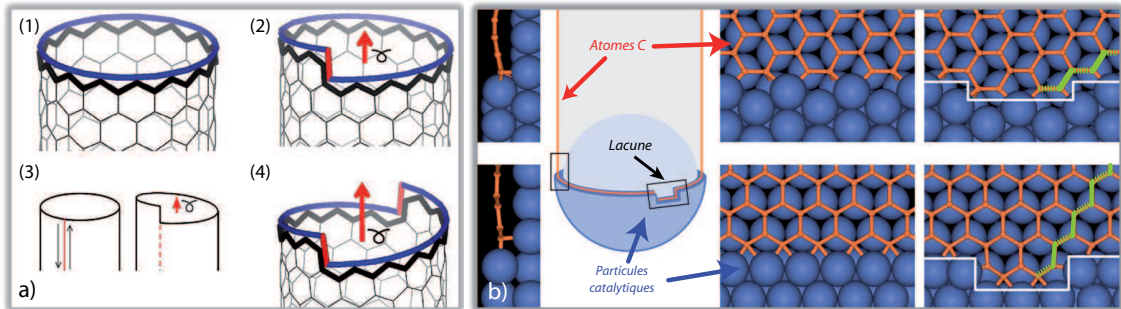 (1)
(2)
(3)
(4)
a)
Atomes C
Lacune
Particules
catalytiques
b)